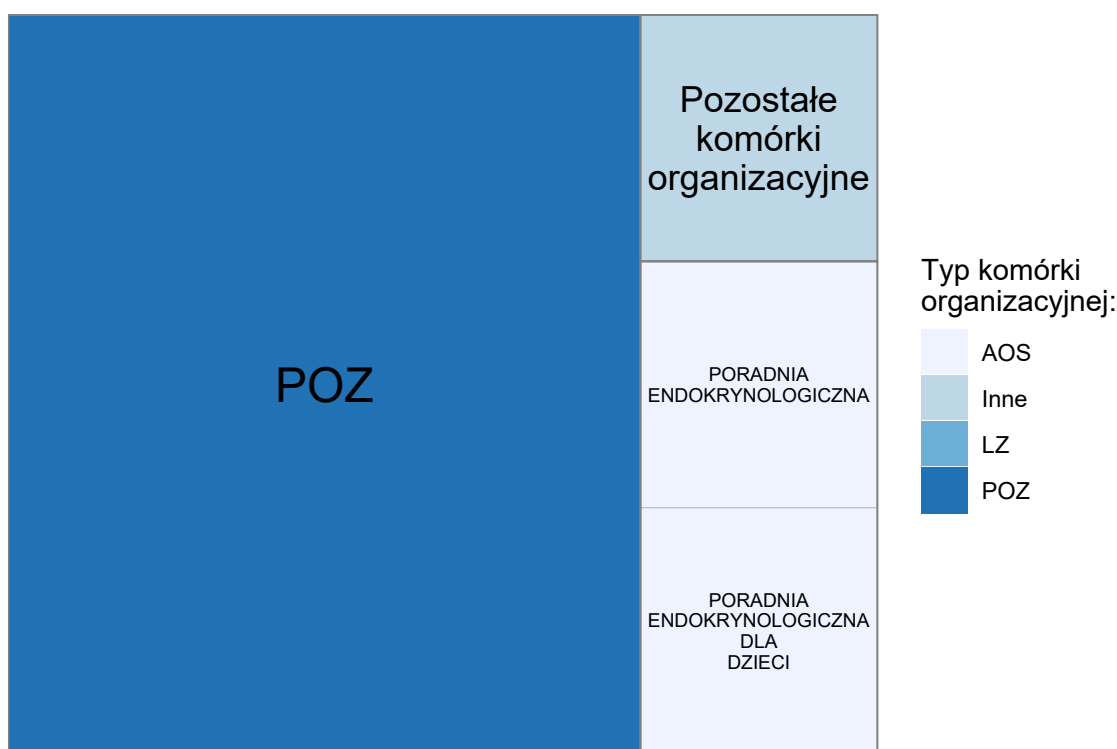 POZ
Pozostałe
komórki
organizacyjne
PORADNIA
ENDOKRYNOLOGICZNA
PORADNIA
ENDOKRYNOLOGICZNA
DLA
DZIECI
Typ komórki
organizacyjnej:
AOS
Inne
LZ
POZ